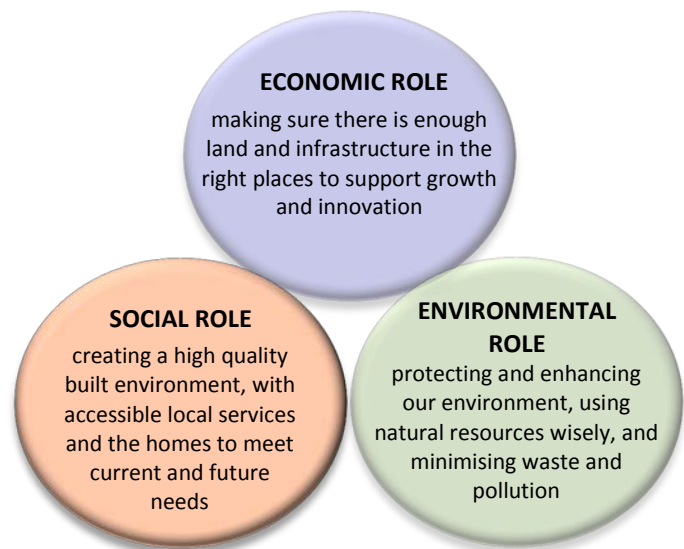 ECONOMIC ROLE
making sure there is enough
land and infrastructure in the
right places to support growth
and innovation
SOCIAL ROLE
creating a high quality
built environment, with
accessible local services
and the homes to meet
current and future
needs
ENVIRONMENTAL
ROLE
protecting and enhancing
our environment, using
natural resources wisely, and
minimising waste and
pollution